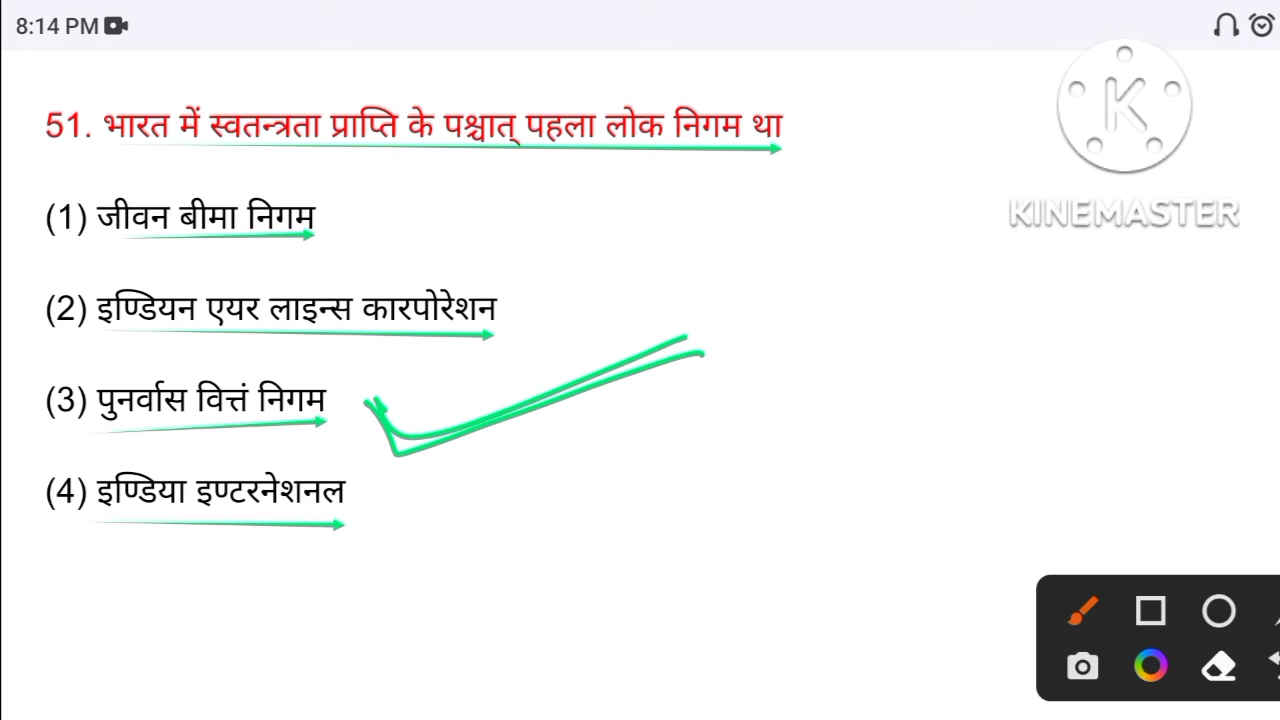 8:14 PM
51. भारत में स्वतन्त्रता प्राप्ति के पश्चात् पहला लोक निगम था
(1) जीवन बीमा निगम
(2) इण्डियन एयर लाइन्स कारपोरेशन
(3) पुनर्वास वित्तं निगम
(4) इण्डिया इण्टरनेशनल
K
KINEMASTER